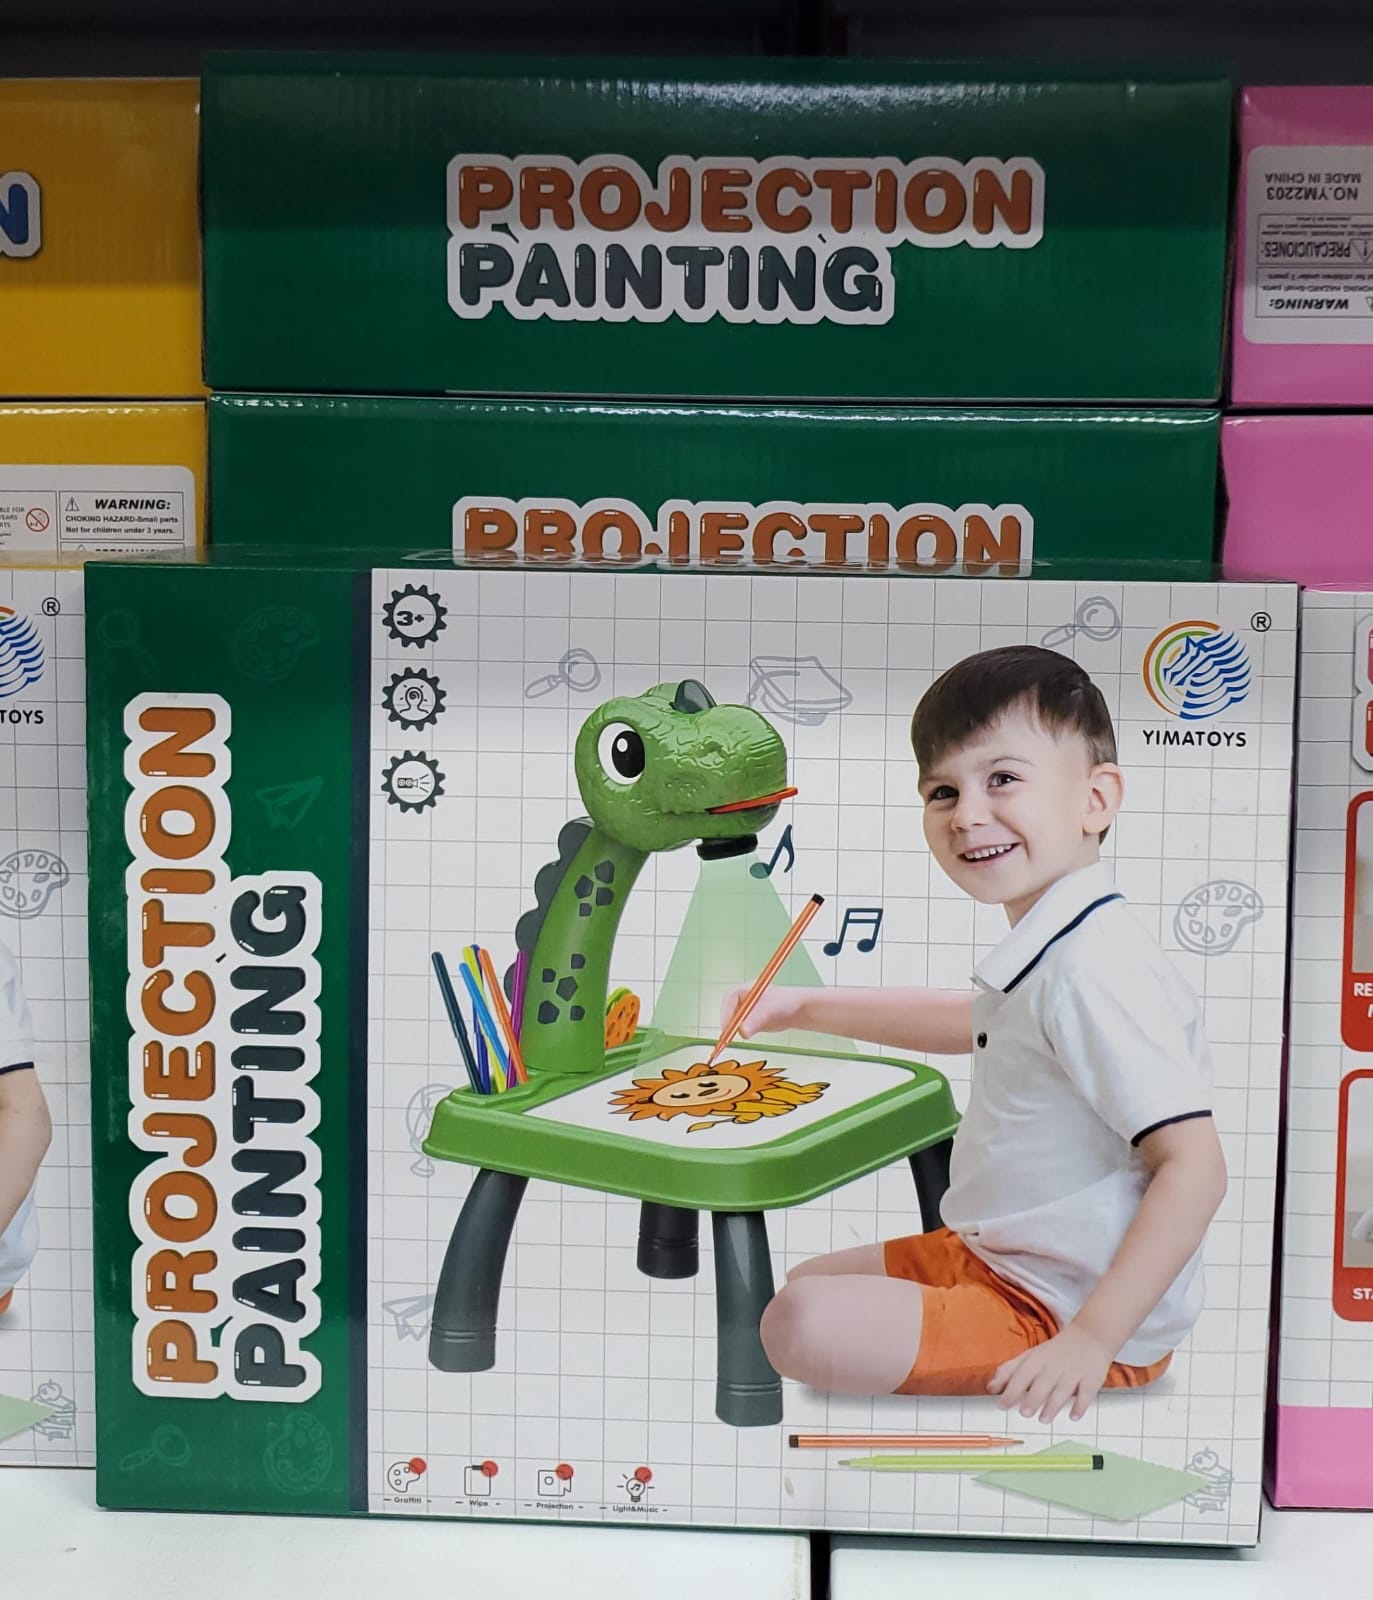 N
PROJECTION
PAINTING
NO.YM2203
MADE IN CHINA
PRECAUCIONES:
WARNING:
WARNING:
CHOKING HAZARD-Small parts.
Not for children under 3 years.
PROJECTION
®
TOYS
PROJECTION
PAINTING
3+
®
YIMATOYS
Graffiti
Wipe
Projection
Light&Music